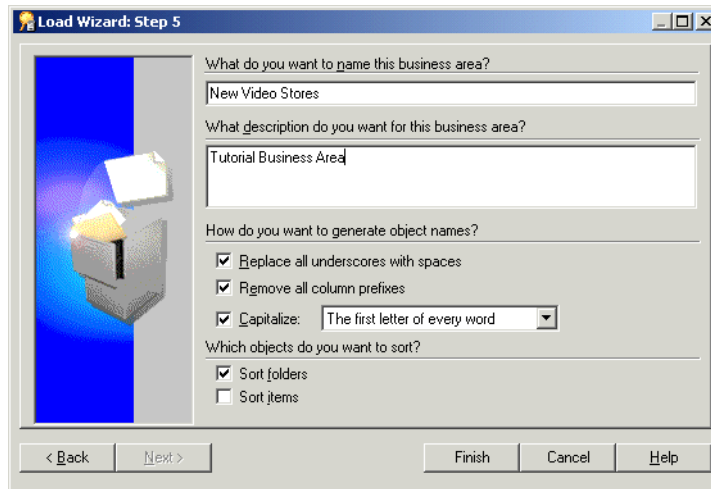 Load Wizard: Step 5
What do you want to name this business area?
New Video Stores
What description do you want for this business area?
Tutorial Business Area
How do you want to generate object names?
Replace all underscores with spaces
Remove all column prefixes
Capitalize: The first letter of every word
Which objects do you want to sort?
Sort folders
Sort items
< Back Next > Finish Cancel Help